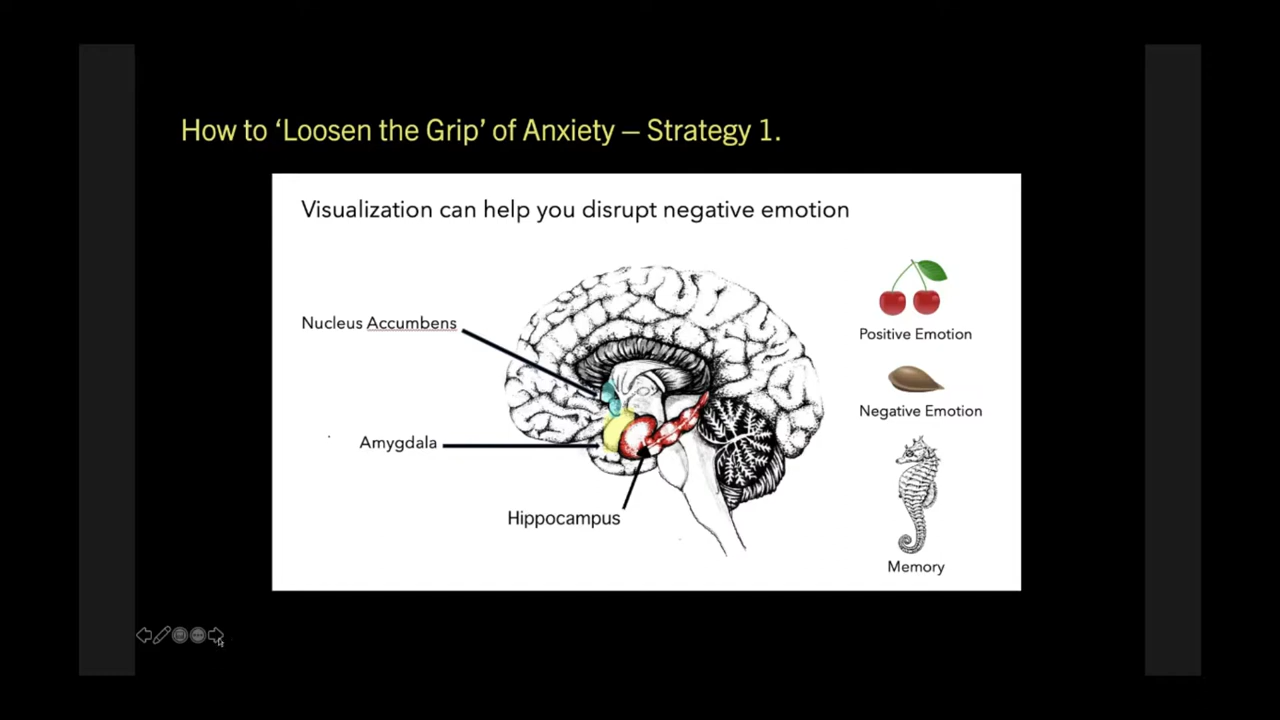 How to ‘Loosen the Grip’ of Anxiety – Strategy 1.
Visualization can help you disrupt negative emotion
Nucleus Accumbens
Amygdala
Hippocampus
Positive Emotion
Negative Emotion
Memory